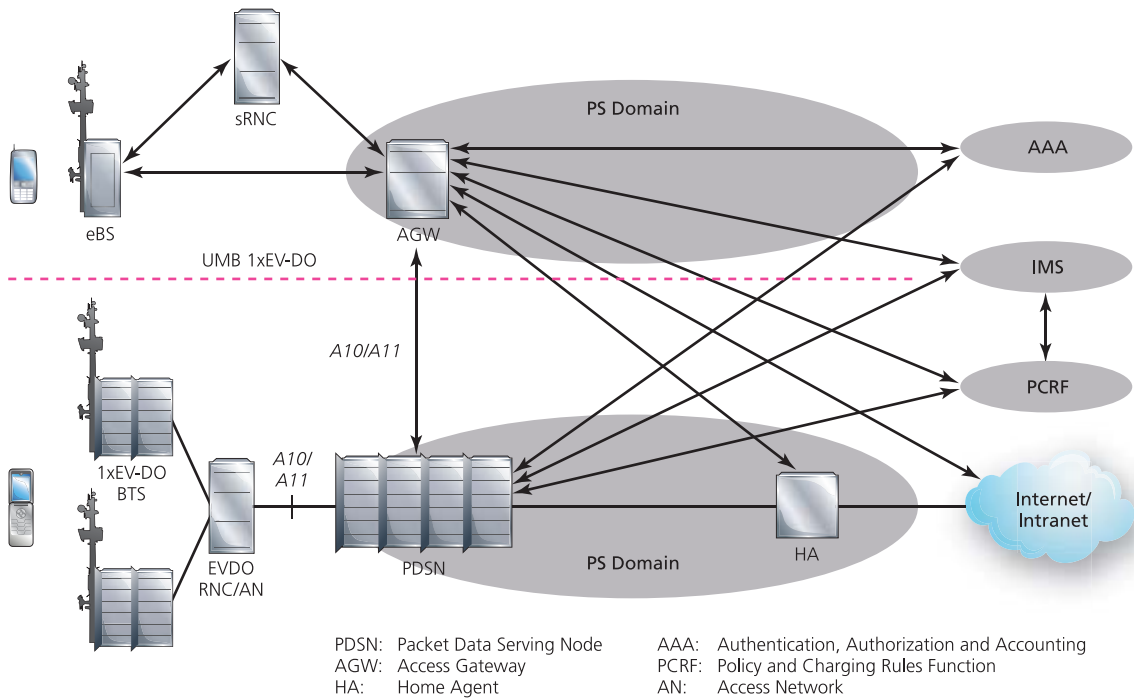 sRNC
PS Domain
AAA
eBS
AGW
UMB 1xEV-DO
IMS
A10/A11
PCRF
1xEV-DO
BTS
A10/
A11
Internet/
Intranet
EVDO
RNC/AN
PDSN
PS Domain
HA
PDSN: Packet Data Serving Node
AGW: Access Gateway
HA: Home Agent
AAA: Authentication, Authorization and Accounting
PCRF: Policy and Charging Rules Function
AN: Access Network